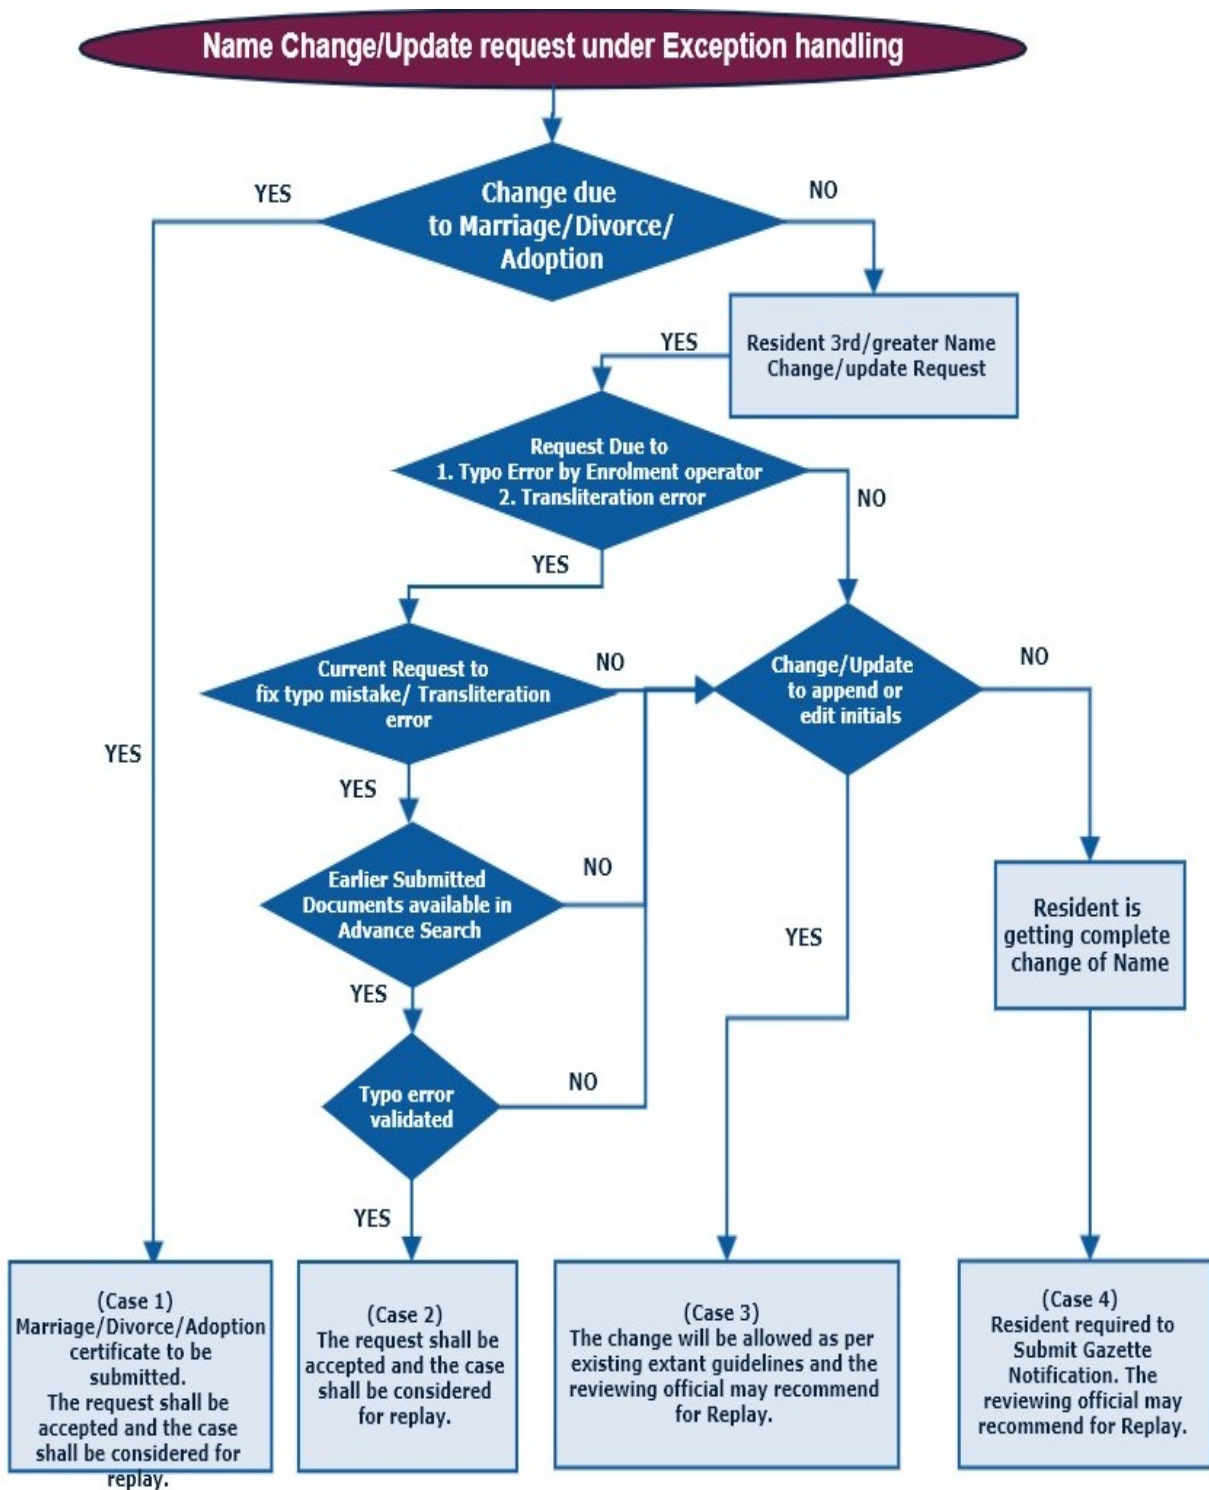 Name Change/Update request under Exception handling
YES
Change due
to Marriage/Divorce/
Adoption
NO
Resident 3rd/greater Name
Change/update Request
YES
Request Due to
1. Typo Error by Enrolment operator
2. Transliteration error
NO
YES
Current Request to
fix typo mistake/ Transliteration
error
NO
Change/Update
to append or
edit initials
NO
YES
YES
Earlier Submitted
Documents available in
Advance Search
NO
YES
Resident is
getting complete
change of Name
YES
Typo error
validated
NO
YES
(Case 1)
Marriage/Divorce/Adoption
certificate to be
submitted.
The request shall be
accepted and the case
shall be considered for
replay.
(Case 2)
The request shall be
accepted and the case
shall be considered
for replay.
(Case 3)
The change will be allowed as per
existing extant guidelines and the
reviewing official may recommend
for Replay.
(Case 4)
Resident required to
Submit Gazette
Notification. The
reviewing official may
recommend for Replay.